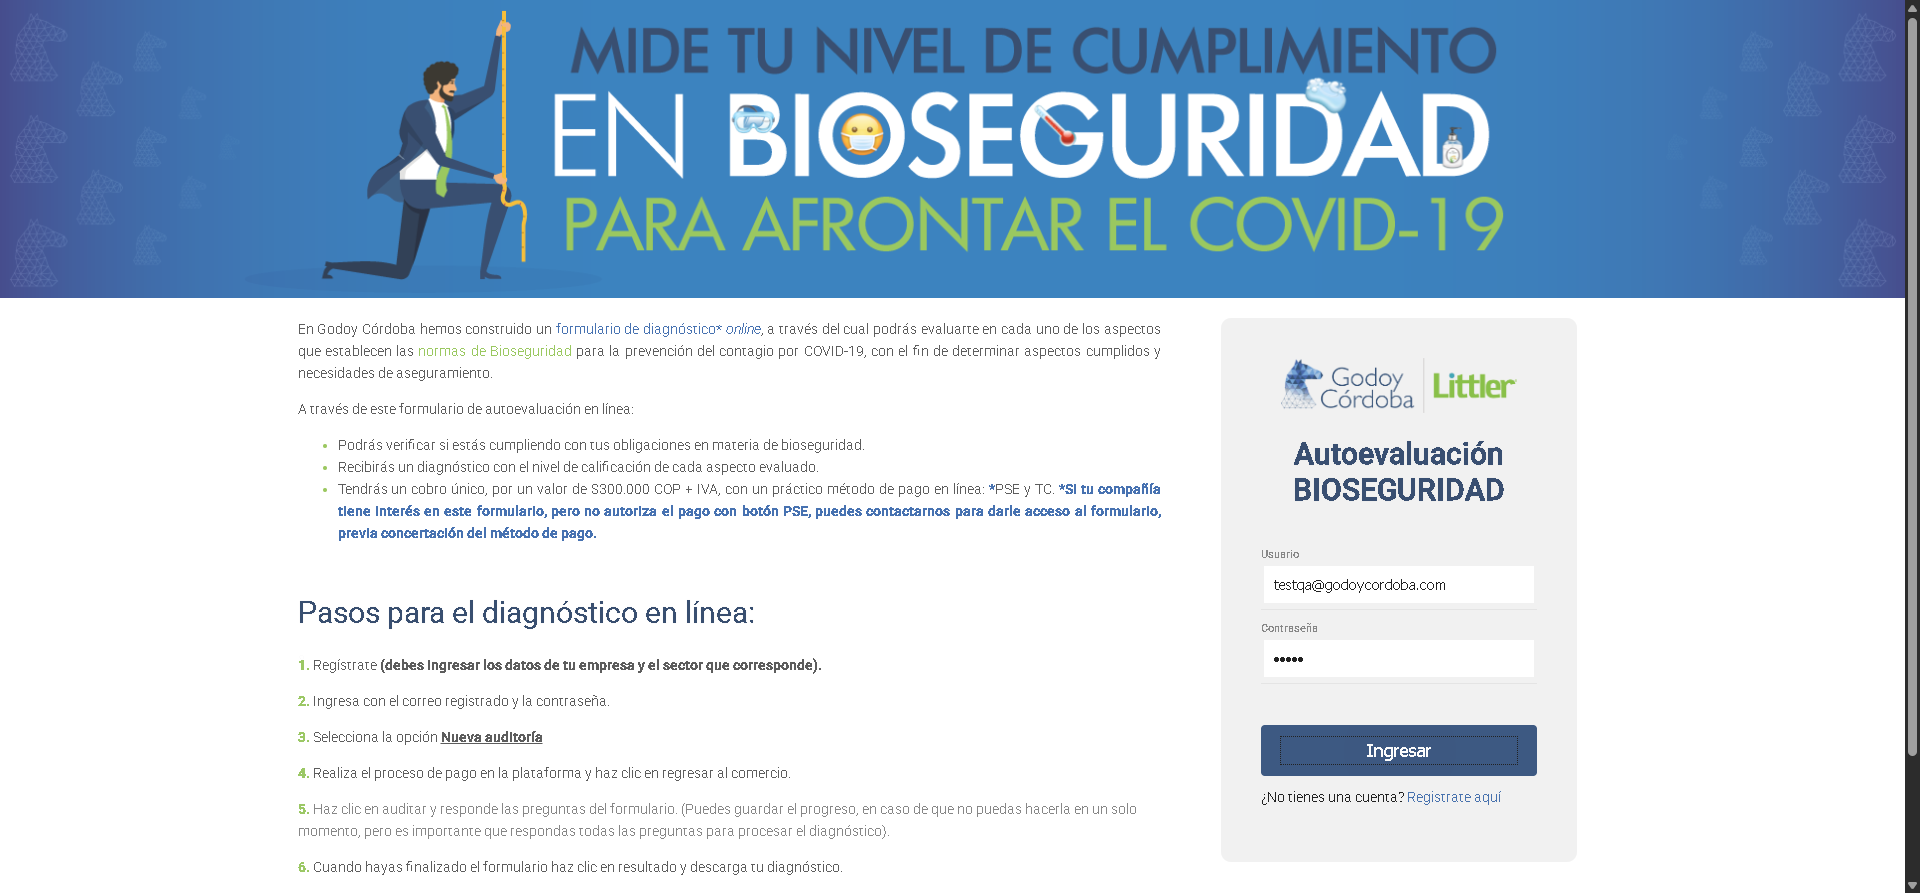 MIDE TU NIVEL DE CUMPLIMIENTO
EN BIOSEGURIDAD
PARA AFRONTAR EL COVID-19
En Godoy Córdoba hemos construido un formulario de diagnóstico* online, a través del cual podrás evaluarte en cada uno de los aspectos
que establecen las normas de Bioseguridad para la prevención del contagio por COVID-19, con el fin de determinar aspectos cumplidos y
necesidades de aseguramiento.
A través de este formulario de autoevaluación en línea:
Podrás verificar si estás cumpliendo con tus obligaciones en materia de bioseguridad.
Recibirás un diagnóstico con el nivel de calificación de cada aspecto evaluado.
Tendrás un cobro único, por un valor de $300.000 COP + IVA, con un práctico método de pago en línea: *PSE y TC. *Si tu compañía
tiene interés en este formulario, pero no autoriza el pago con botón PSE, puedes contactarnos para darle acceso al formulario,
previa concertación del método de pago.
Pasos para el diagnóstico en línea:
1. Regístrate (debes ingresar los datos de tu empresa y el sector que corresponde).
2. Ingresa con el correo registrado y la contraseña.
3. Selecciona la opción Nueva auditoría
4. Realiza el proceso de pago en la plataforma y haz clic en regresar al comercio.
5. Haz clic en auditar y responde las preguntas del formulario. (Puedes guardar el progreso, en caso de que no puedas hacerla en un solo
momento, pero es importante que respondas todas las preguntas para procesar el diagnóstico).
6. Cuando hayas finalizado el formulario haz clic en resultado y descarga tu diagnóstico.
Godoy
Córdoba
Littler
Autoevaluación
BIOSEGURIDAD
Usuario
testqa@godoycordoba.com
Contraseña
•••••
Ingresar
¿No tienes una cuenta? Registrate aquí